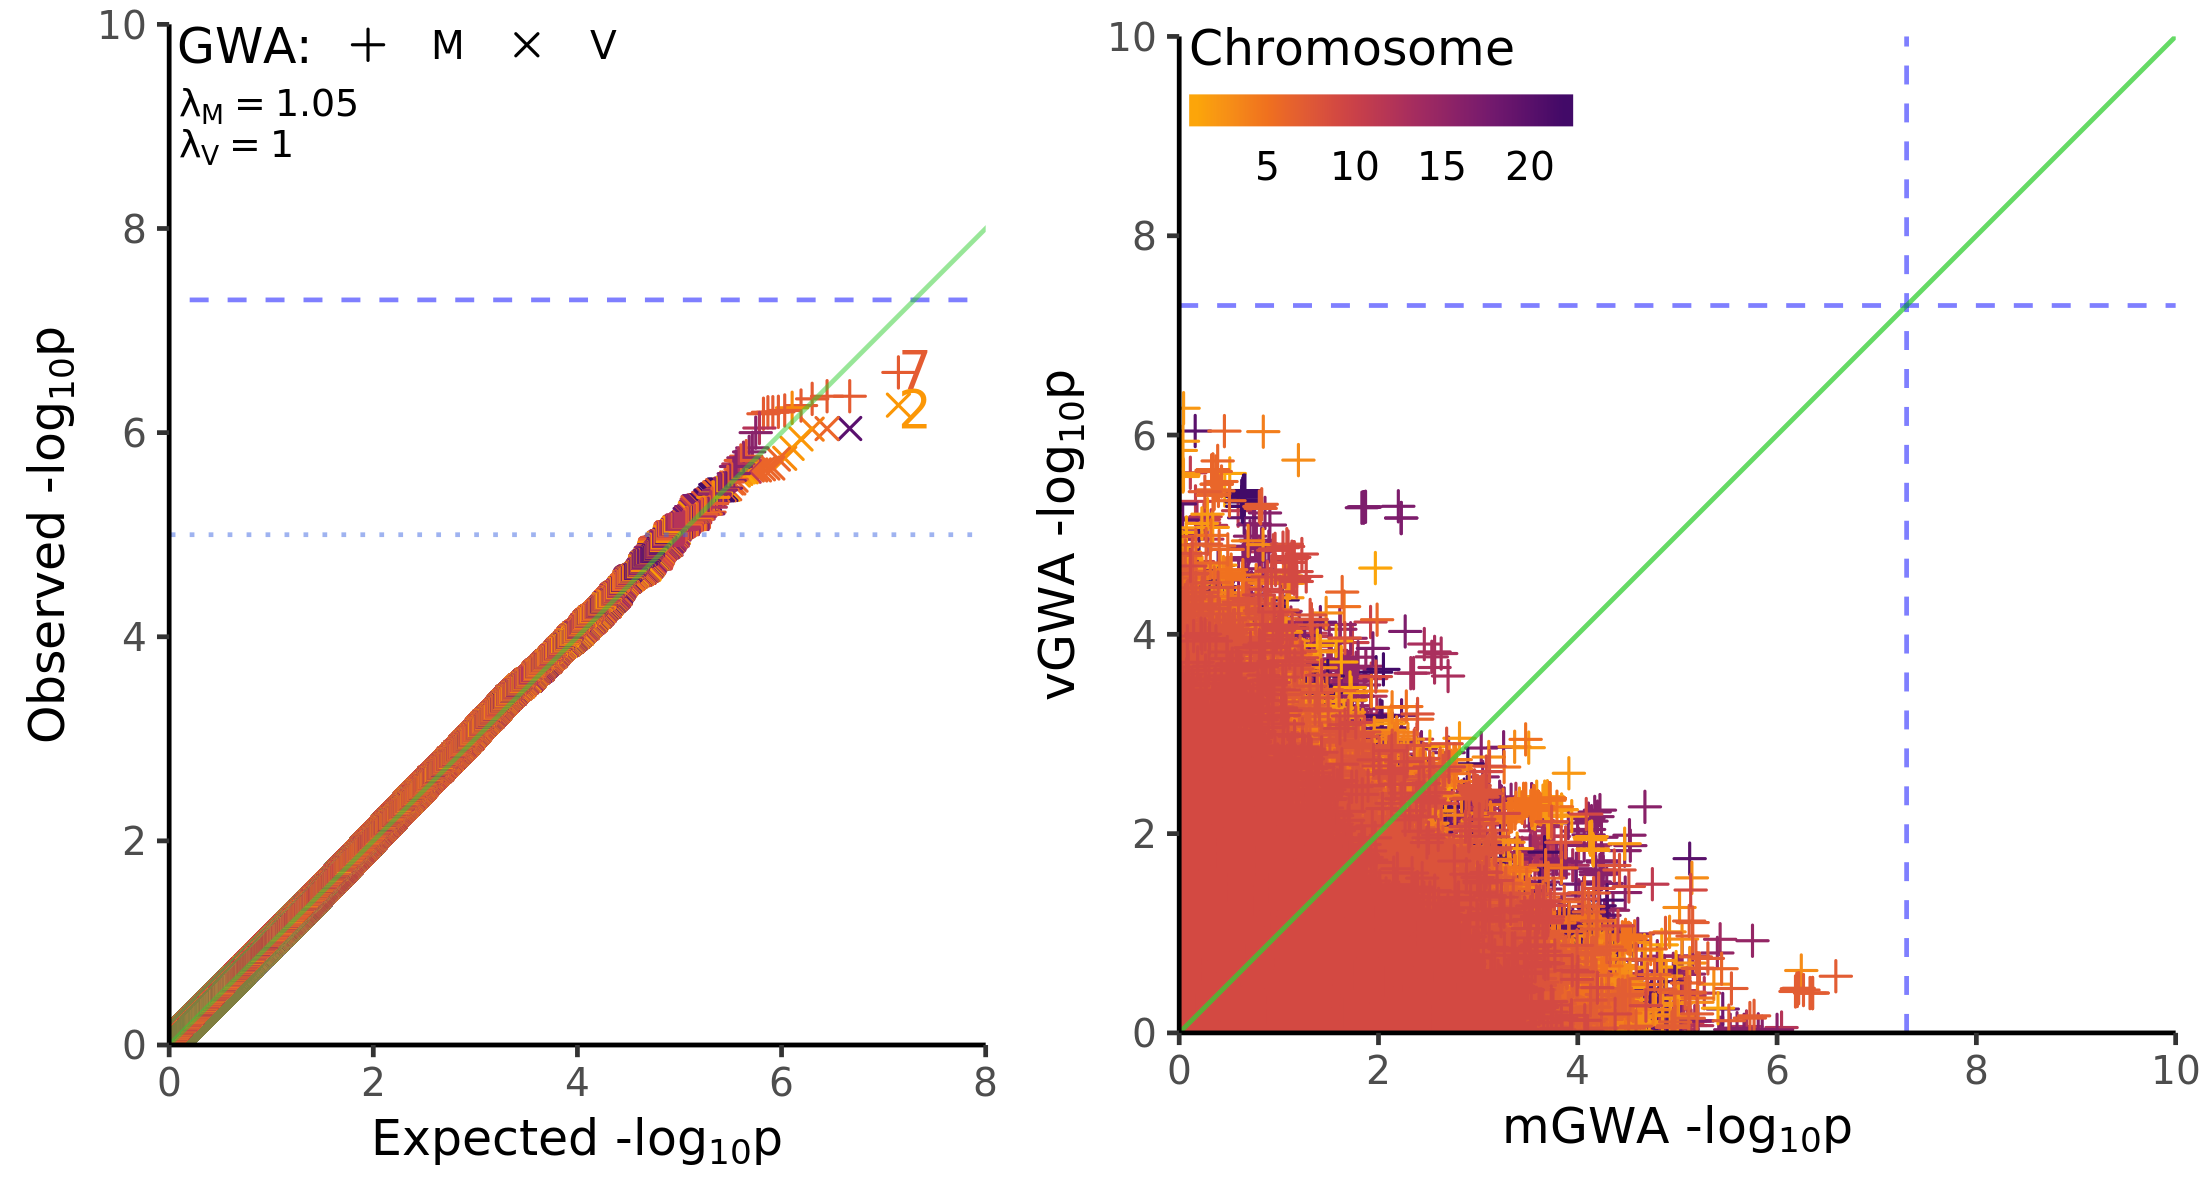 GWA: + M × V
λM = 1.05
λV = 1
10
8
6
4
2
0
0 2 4 6 8
Observed -log10p
Expected -log10p
7
2
Chromosome
5 10 15 20
10
8
6
4
2
0
0 2 4 6 8 10
vGWA -log10p
mGWA -log10p